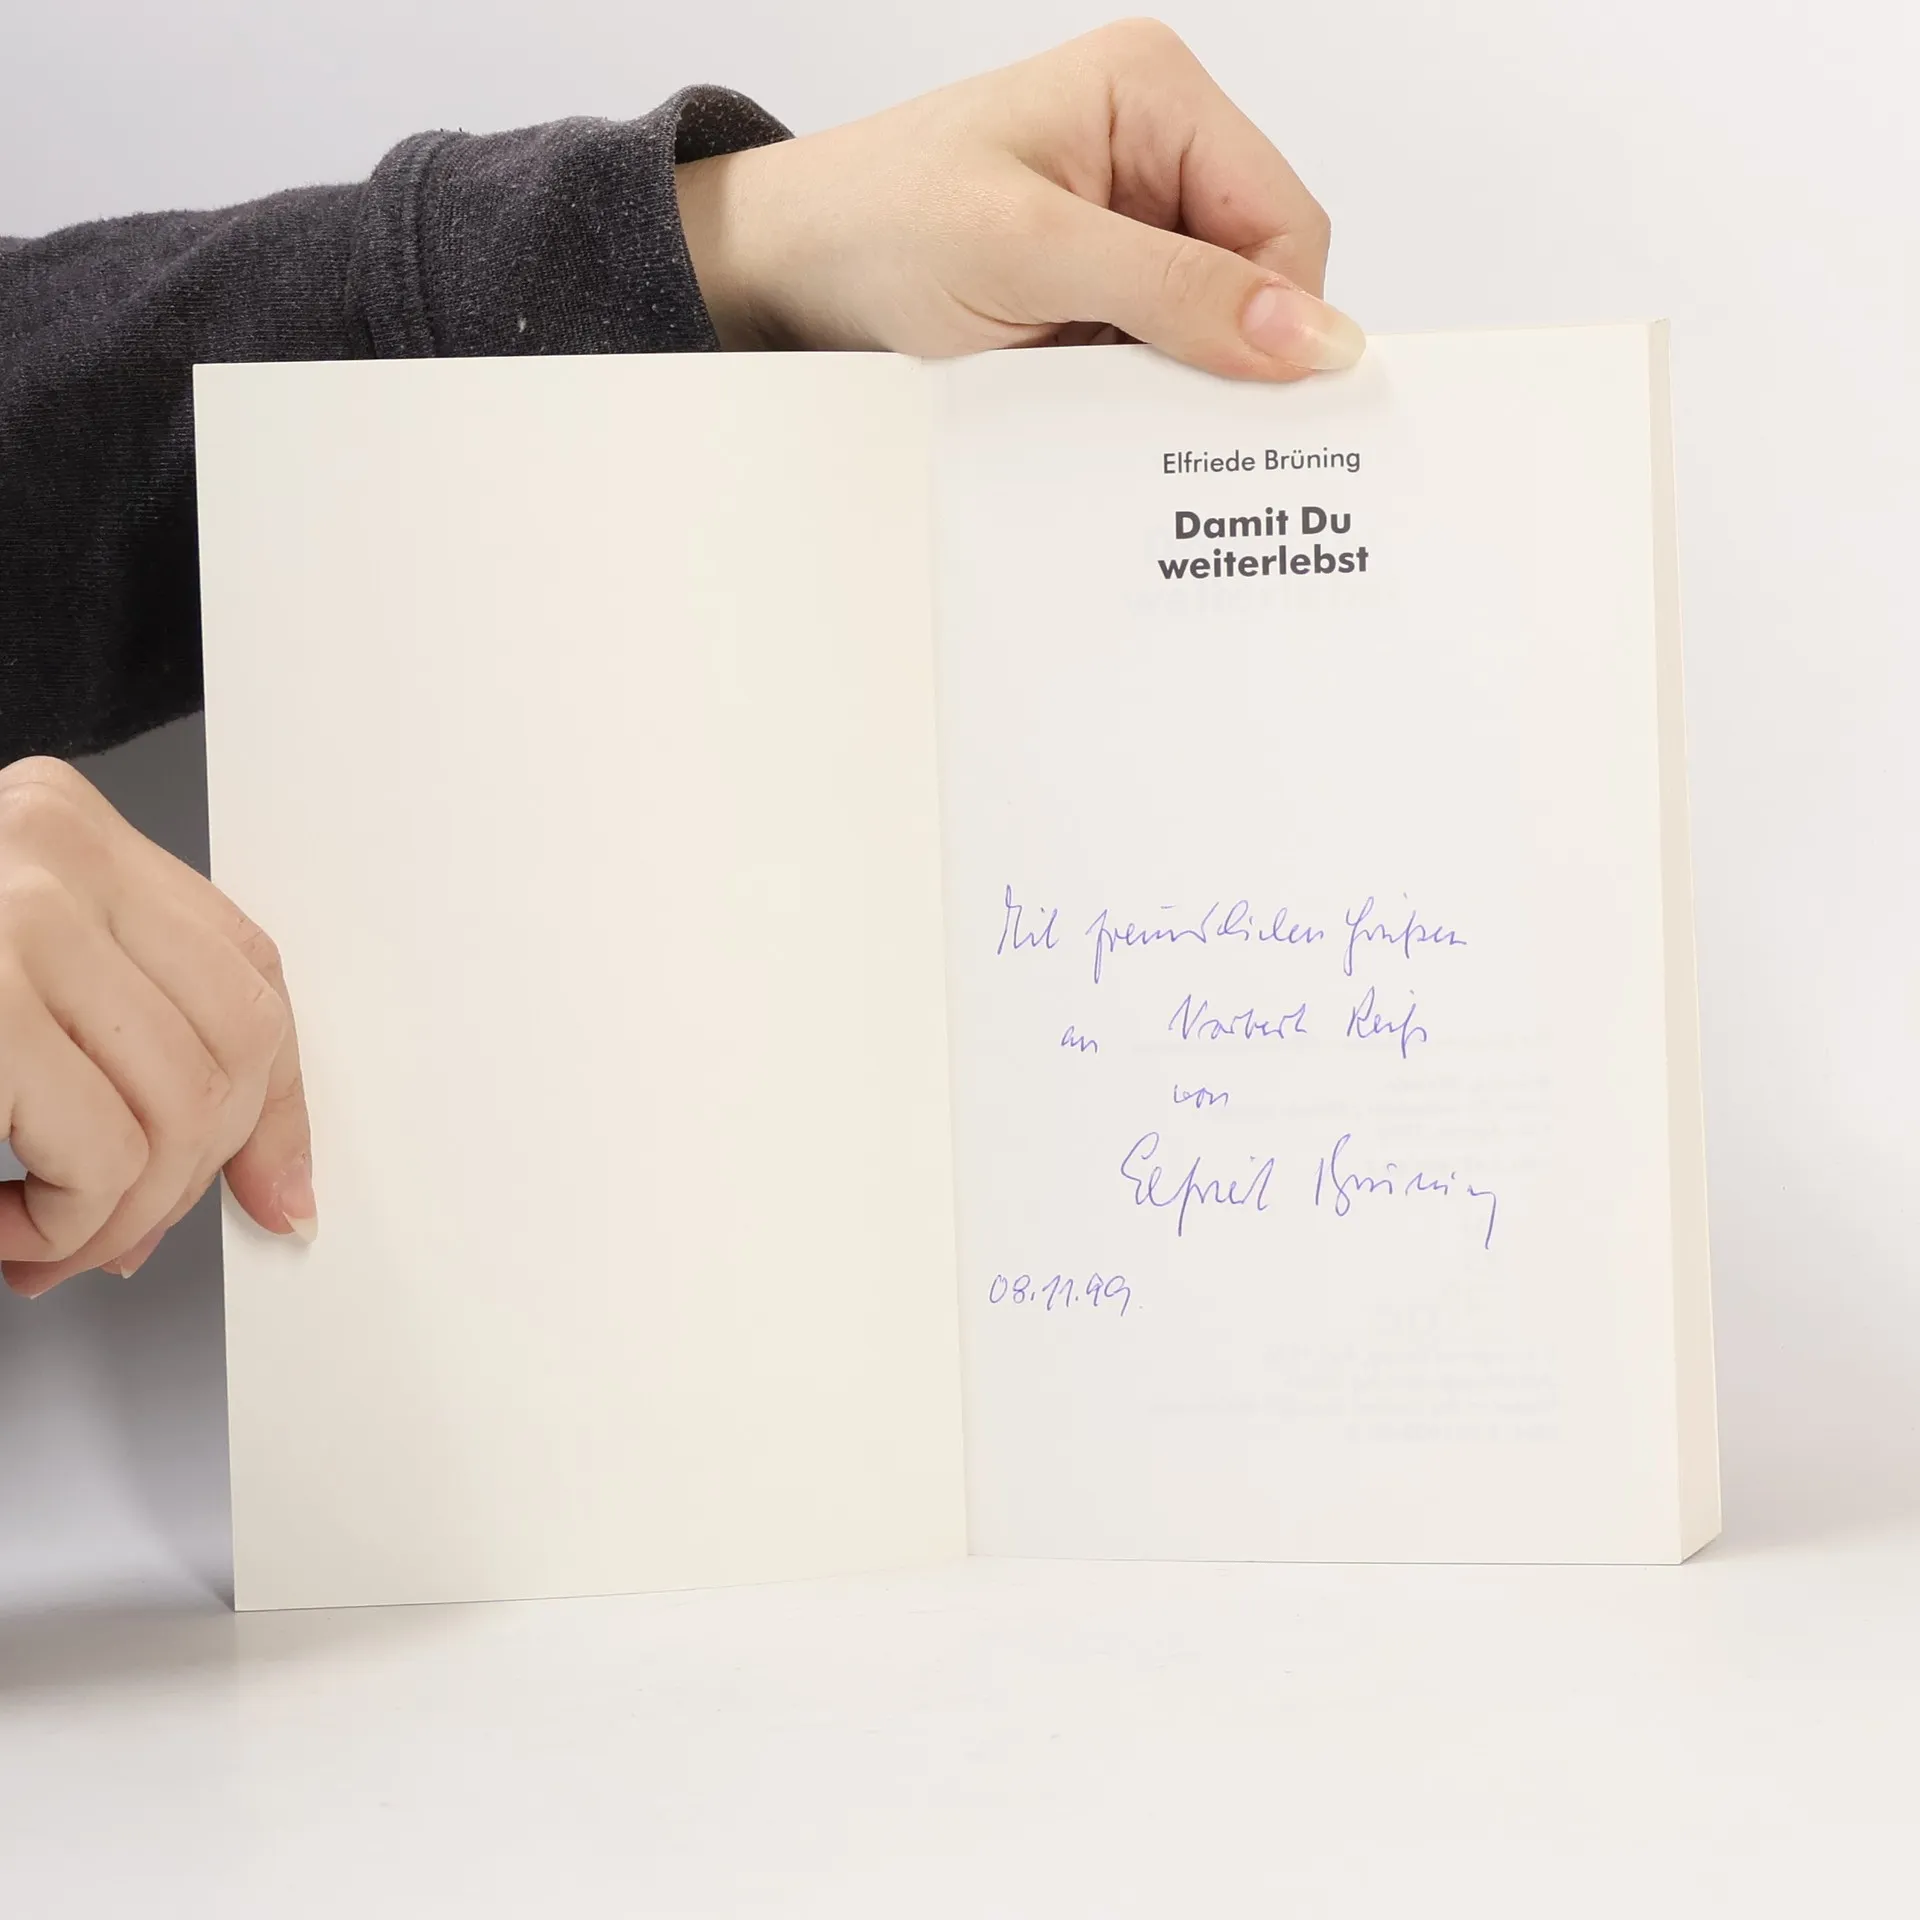 Elfriede Brüning
Damit Du
weiterlebst
Mit freundlichen Grüßen
an Norbert Reiß
von
Elfriede Brüning
08.11.99.